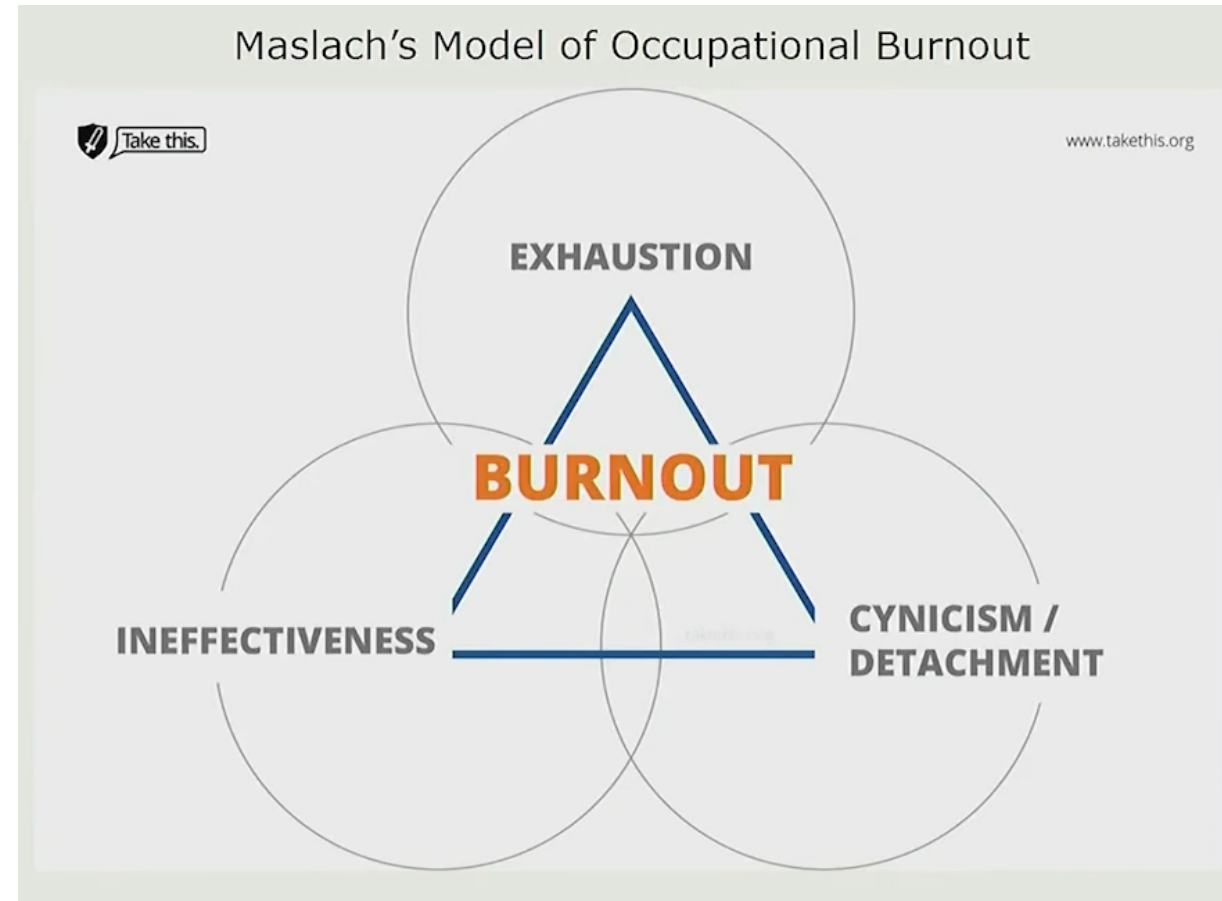 Maslach’s Model of Occupational Burnout
Take this.
www.takethis.org
EXHAUSTION
BURNOUT
INEFFECTIVENESS
CYNICISM /
DETACHMENT